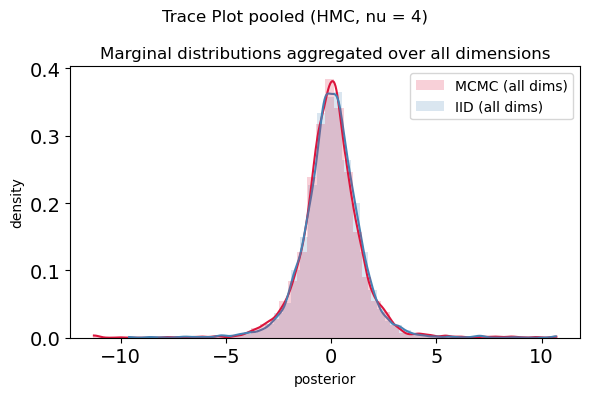 Trace Plot pooled (HMC, nu = 4)
Marginal distributions aggregated over all dimensions
MCMC (all dims)
IID (all dims)
0.4
0.3
0.2
0.1
0.0
density
−10
−5
0
5
10
posterior